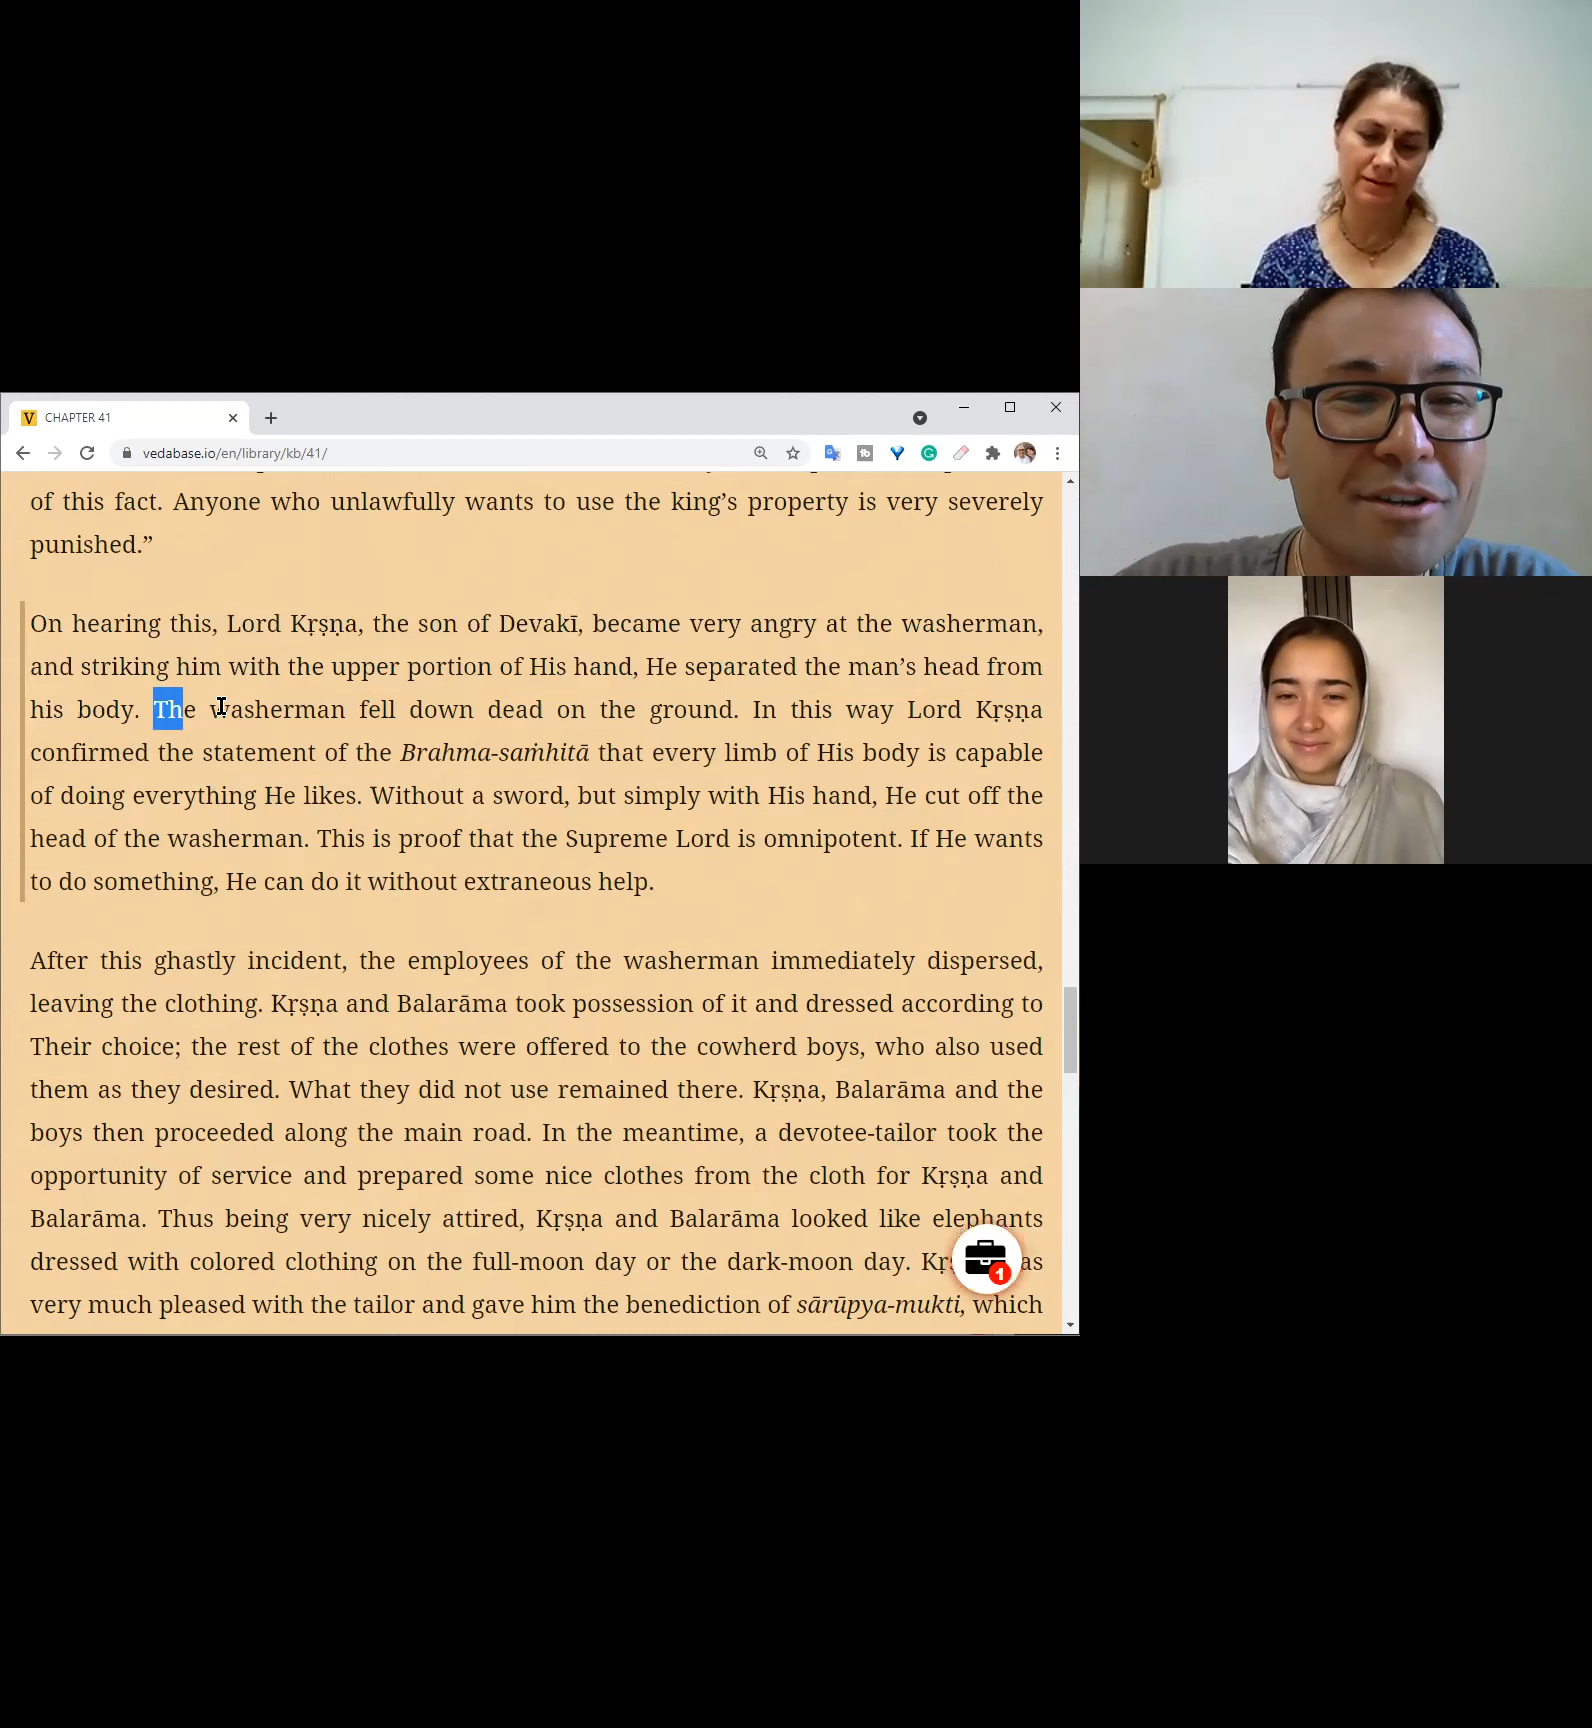 CHAPTER 41
vedabase.io/en/library/kb/41/
of this fact. Anyone who unlawfully wants to use the king’s property is very severely
punished.”
On hearing this, Lord Kṛṣṇa, the son of Devakī, became very angry at the washerman,
and striking him with the upper portion of His hand, He separated the man’s head from
his body. The washerman fell down dead on the ground. In this way Lord Kṛṣṇa
confirmed the statement of the Brahma-saṁhitā that every limb of His body is capable
of doing everything He likes. Without a sword, but simply with His hand, He cut off the
head of the washerman. This is proof that the Supreme Lord is omnipotent. If He wants
to do something, He can do it without extraneous help.
After this ghastly incident, the employees of the washerman immediately dispersed,
leaving the clothing. Kṛṣṇa and Balarāma took possession of it and dressed according to
Their choice; the rest of the clothes were offered to the cowherd boys, who also used
them as they desired. What they did not use remained there. Kṛṣṇa, Balarāma and the
boys then proceeded along the main road. In the meantime, a devotee-tailor took the
opportunity of service and prepared some nice clothes from the cloth for Kṛṣṇa and
Balarāma. Thus being very nicely attired, Kṛṣṇa and Balarāma looked like elephants
dressed with colored clothing on the full-moon day or the dark-moon day.
very much pleased with the tailor and gave him the benediction of sārūpya-mukti, which
1